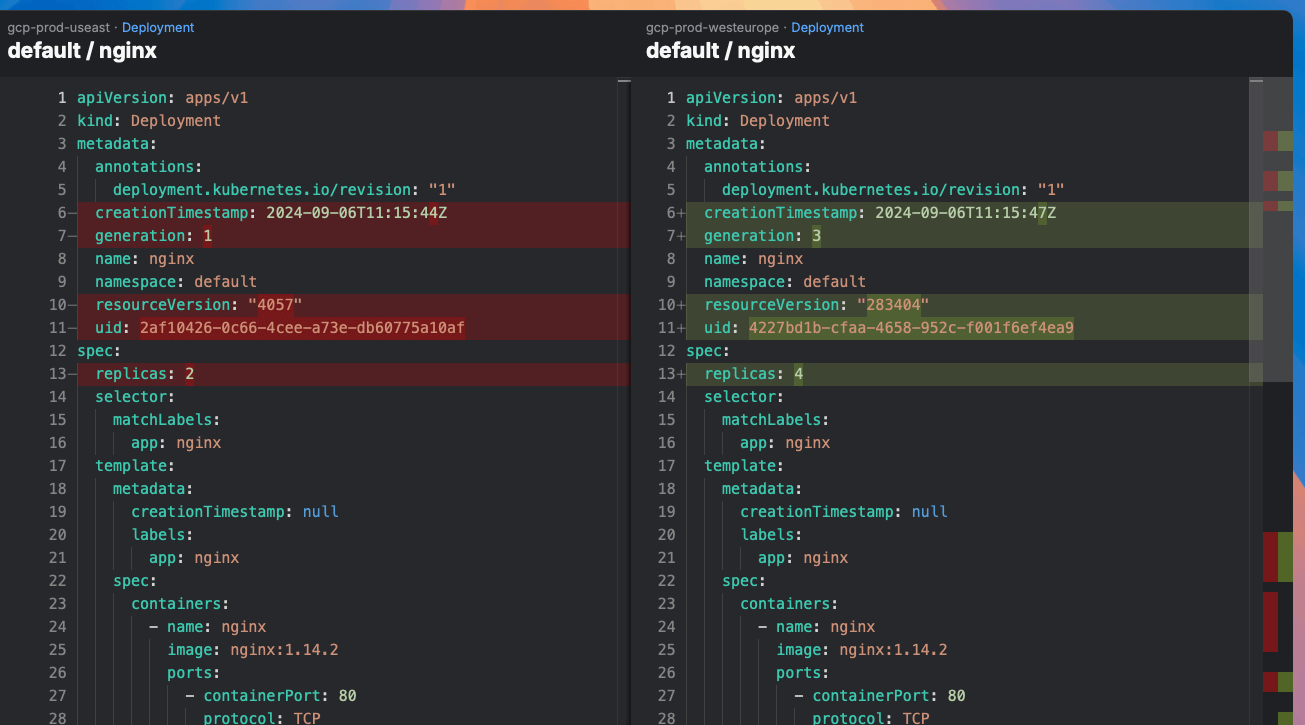 gcp-prod-useast · Deployment
default / nginx
1 apiVersion: apps/v1
2 kind: Deployment
3 metadata:
4 annotations:
5 deployment.kubernetes.io/revision: "1"
6− creationTimestamp: 2024-09-06T11:15:44Z
7− generation: 1
8 name: nginx
9 namespace: default
10− resourceVersion: "4057"
11− uid: 2af10426-0c66-4cee-a73e-db60775a10af
12 spec:
13− replicas: 2
14 selector:
15 matchLabels:
16 app: nginx
17 template:
18 metadata:
19 creationTimestamp: null
20 labels:
21 app: nginx
22 spec:
23 containers:
24 - name: nginx
25 image: nginx:1.14.2
26 ports:
27 - containerPort: 80
28 protocol: TCP
gcp-prod-westeurope · Deployment
default / nginx
1 apiVersion: apps/v1
2 kind: Deployment
3 metadata:
4 annotations:
5 deployment.kubernetes.io/revision: "1"
6+ creationTimestamp: 2024-09-06T11:15:47Z
7+ generation: 3
8 name: nginx
9 namespace: default
10+ resourceVersion: "283404"
11+ uid: 4227bd1b-cfaa-4658-952c-f001f6ef4ea9
12 spec:
13+ replicas: 4
14 selector:
15 matchLabels:
16 app: nginx
17 template:
18 metadata:
19 creationTimestamp: null
20 labels:
21 app: nginx
22 spec:
23 containers:
24 - name: nginx
25 image: nginx:1.14.2
26 ports:
27 - containerPort: 80
28 protocol: TCP